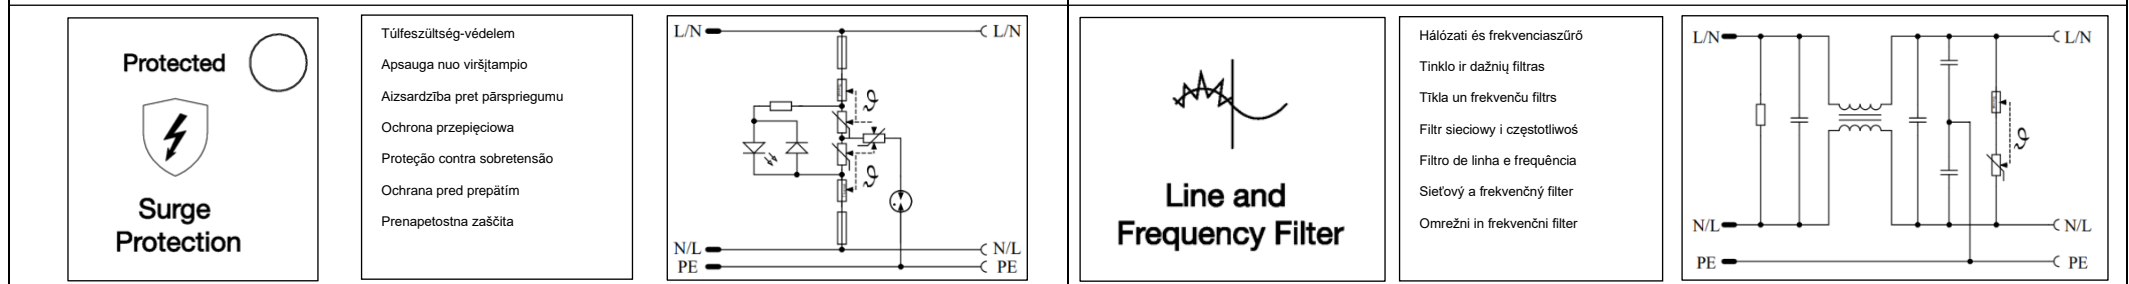 Protected
Surge
Protection
Túlfeszültség-védelem
Apsauga nuo viršįtampio
Aizsardzība pret pārspriegumu
Ochrona przepięciowa
Proteção contra sobretensão
Ochrana pred prepätím
Prenapetostna zaščita
L/N L/N
ϑ
ϑ
N/L N/L
PE PE
Line and
Frequency Filter
Hálózati és frekvenciaszűrő
Tinklo ir dažnių filtras
Tīkla un frekvenču filtrs
Filtr sieciowy i częstotliwoś
Filtro de linha e frequência
Sieťový a frekvenčný filter
Omrežni in frekvenčni filter
L/N L/N
ϑ
N/L N/L
PE PE